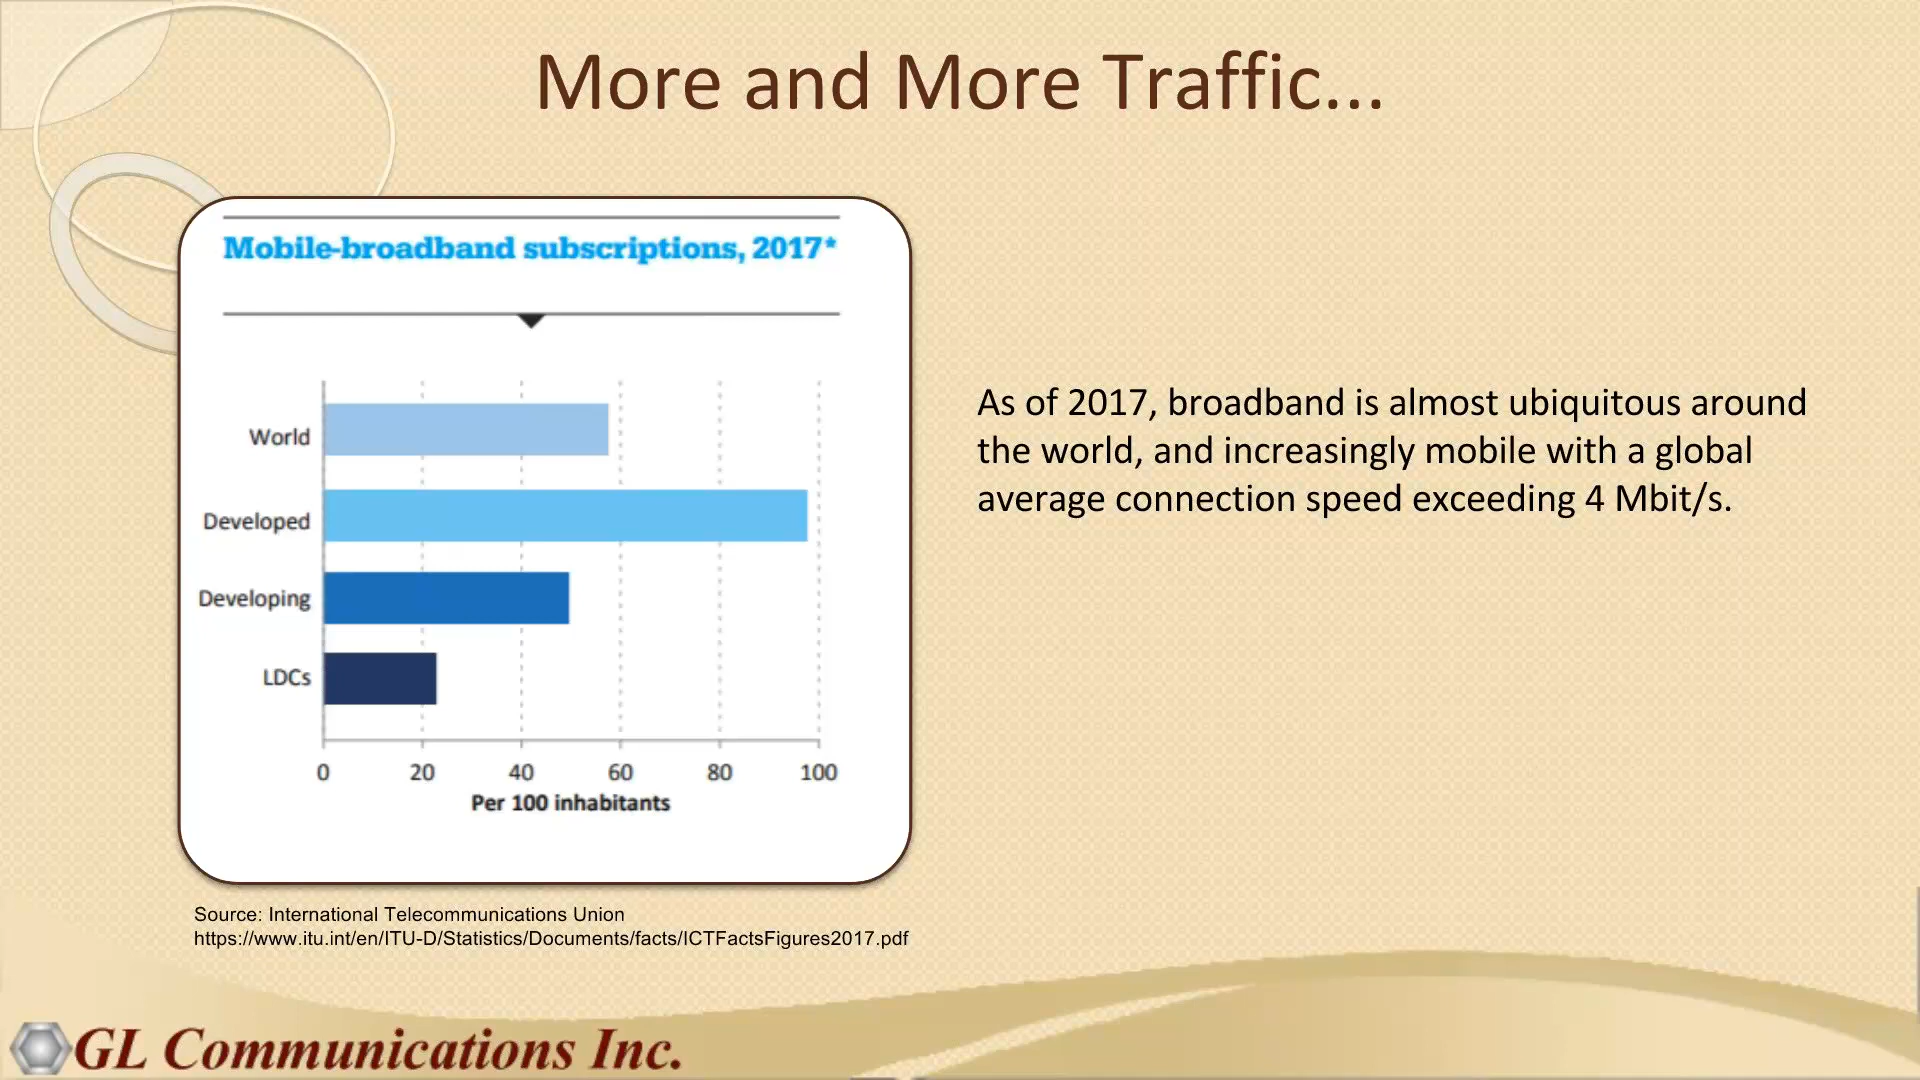 More and More Traffic...
Mobile-broadband subscriptions, 2017*
World
Developed
Developing
LDCs
0 20 40 60 80 100
Per 100 inhabitants
As of 2017, broadband is almost ubiquitous around
the world, and increasingly mobile with a global
average connection speed exceeding 4 Mbit/s.
Source: International Telecommunications Union
https://www.itu.int/en/ITU-D/Statistics/Documents/facts/ICTFactsFigures2017.pdf
GL Communications Inc.